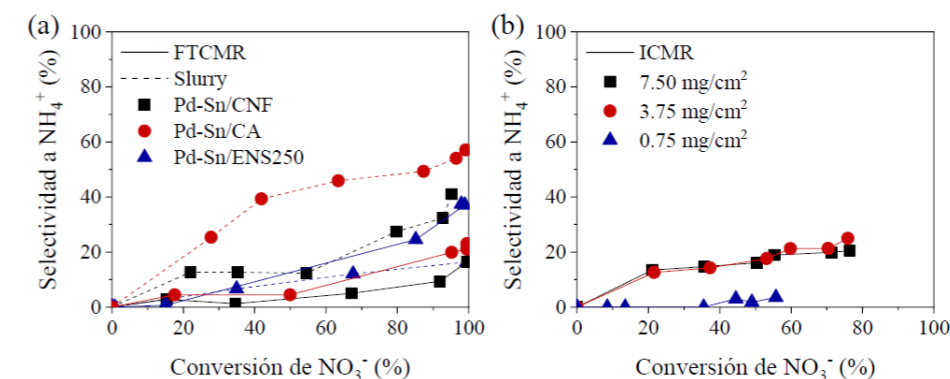 (a)
Selectividad a NH₄⁺ (%)
100
80
60
40
20
0
FTCMR
Slurry
Pd-Sn/CNF
Pd-Sn/CA
Pd-Sn/ENS250
0 20 40 60 80 100
Conversión de NO₃⁻ (%)
(b)
Selectividad a NH₄⁺ (%)
100
80
60
40
20
0
ICMR
7.50 mg/cm²
3.75 mg/cm²
0.75 mg/cm²
0 20 40 60 80 100
Conversión de NO₃⁻ (%)